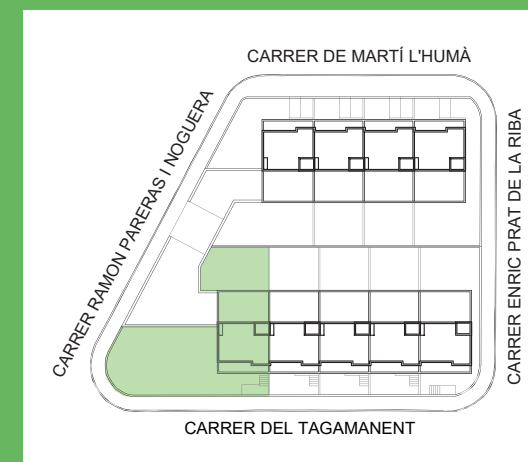 CARRER DE MARTÍ L'HUMÀ
CARRER RAMON PARERAS I NOGUERA
CARRER ENRIC PRAT DE LA RIBA
CARRER DEL TAGAMANENT